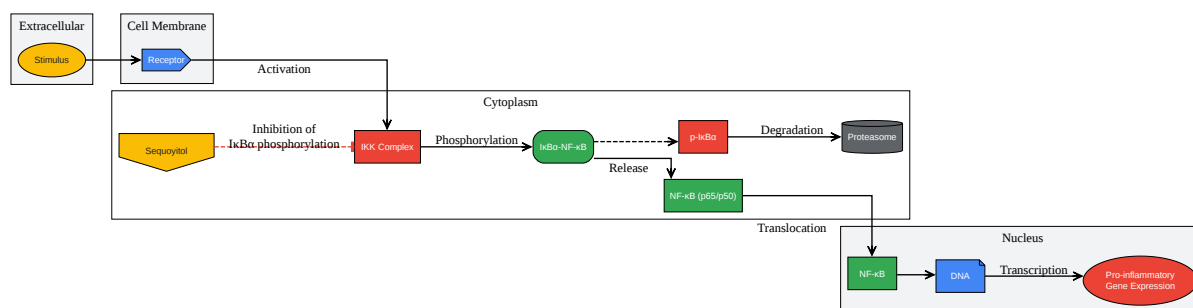 Extracellular
Stimulus
Cell Membrane
Receptor
Activation
Cytoplasm
Sequoyitol
Inhibition of
IκBα phosphorylation
IKK Complex
Phosphorylation
IκBα-NF-κB
Release
p-IκBα
Degradation
Proteasome
NF-κB (p65/p50)
Translocation
Nucleus
NF-κB
DNA
Transcription
Pro-inflammatory
Gene Expression